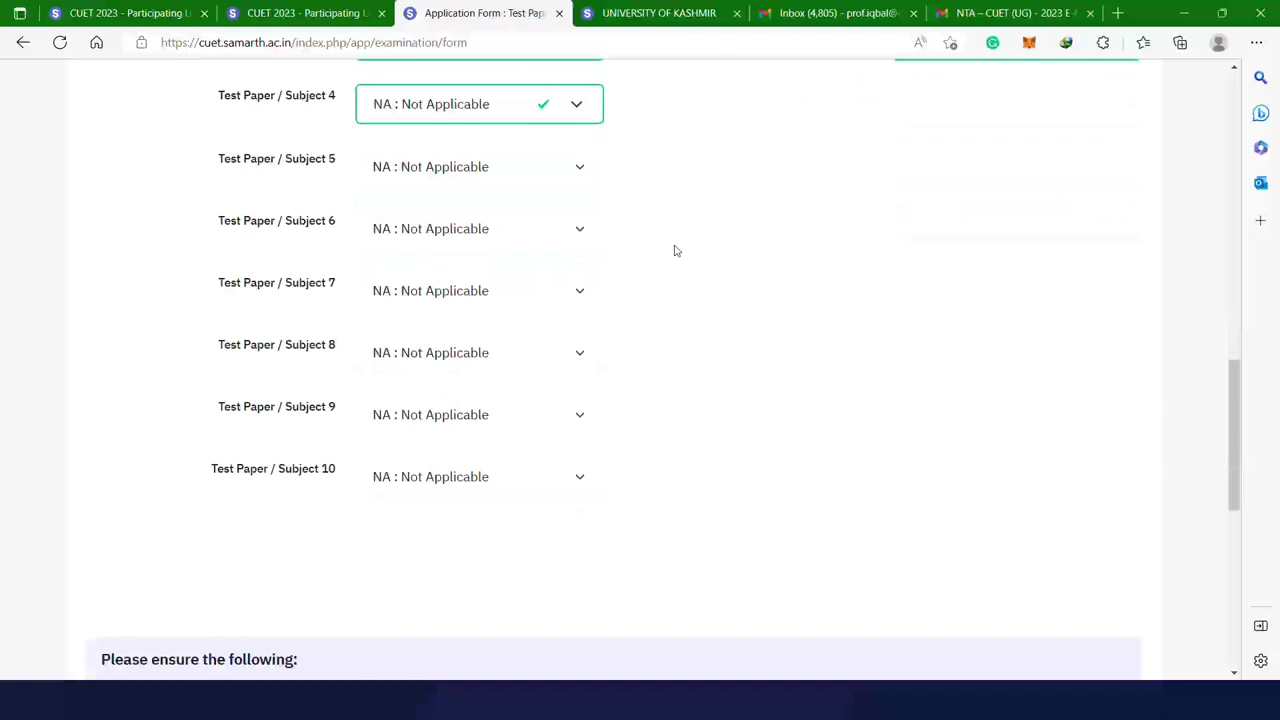 CUET 2023 - Participating U
CUET 2023 - Participating U
Application Form : Test Pap
UNIVERSITY OF KASHMIR
Inbox (4,805) - prof.iqbal@
NTA – CUET (UG) - 2023 E-
https://cuet.samarth.ac.in/index.php/app/examination/form
Test Paper / Subject 4
NA : Not Applicable
Test Paper / Subject 5
NA : Not Applicable
Test Paper / Subject 6
NA : Not Applicable
Test Paper / Subject 7
NA : Not Applicable
Test Paper / Subject 8
NA : Not Applicable
Test Paper / Subject 9
NA : Not Applicable
Test Paper / Subject 10
NA : Not Applicable
Please ensure the following: